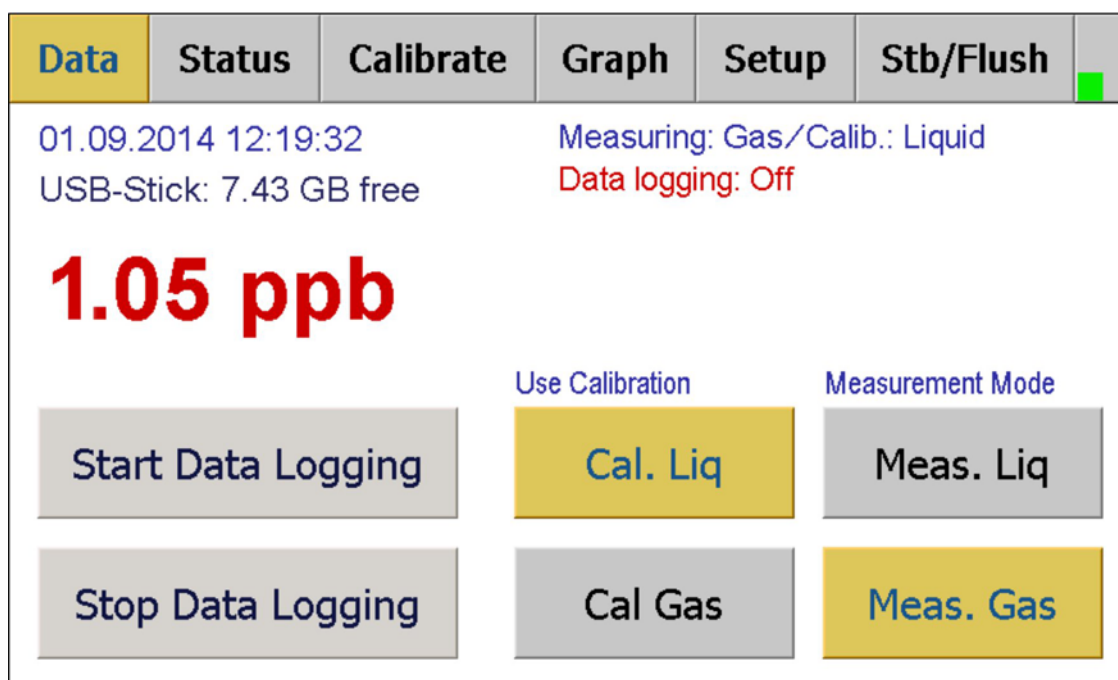 Data Status Calibrate Graph Setup Stb/Flush
01.09.2014 12:19:32 Measuring: Gas/Calib.: Liquid
USB-Stick: 7.43 GB free Data logging: Off
1.05 ppb
Use Calibration Measurement Mode
Start Data Logging Cal. Liq Meas. Liq
Stop Data Logging Cal Gas Meas. Gas